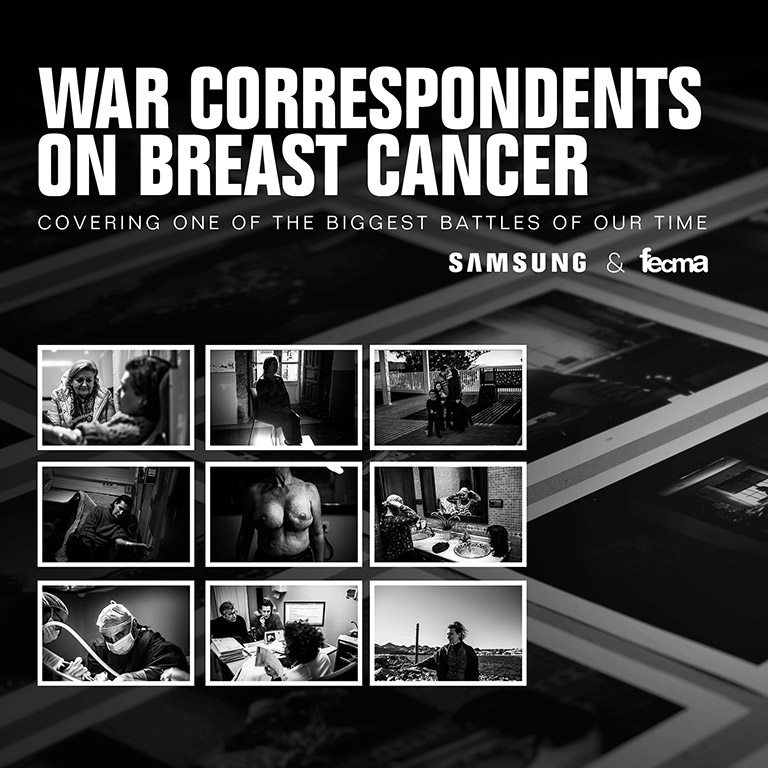 WAR CORRESPONDENTS
ON BREAST CANCER
COVERING ONE OF THE BIGGEST BATTLES OF OUR TIME
SAMSUNG & fecma